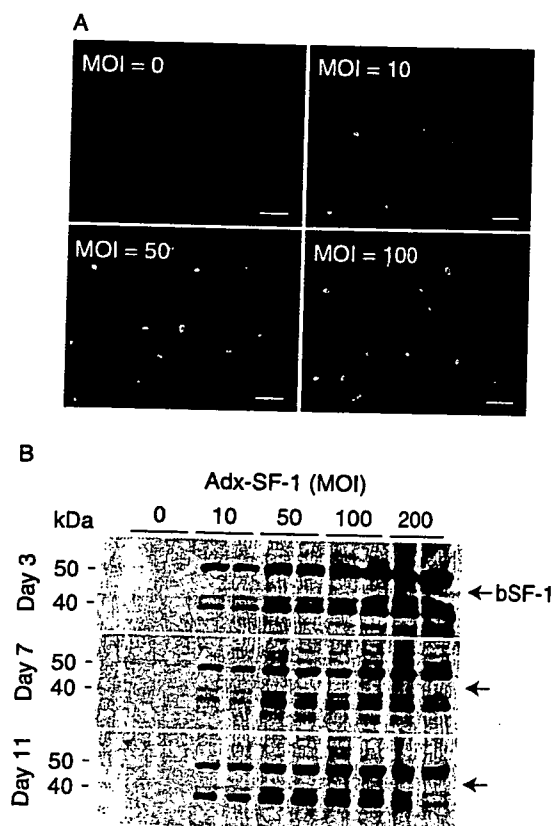 A
MOI = 0
MOI = 10
MOI = 50
MOI = 100
B
Adx-SF-1 (MOI)
kDa
0 10 50 100 200
Day 3
50 -
40 -
bSF-1
Day 7
50 -
40 -
Day 11
50 -
40 -